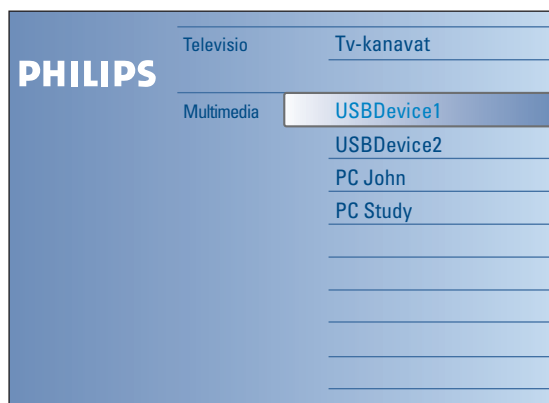 PHILIPS
Televisio Tv-kanavat
Multimedia USBDevice1
USBDevice2
PC John
PC Study